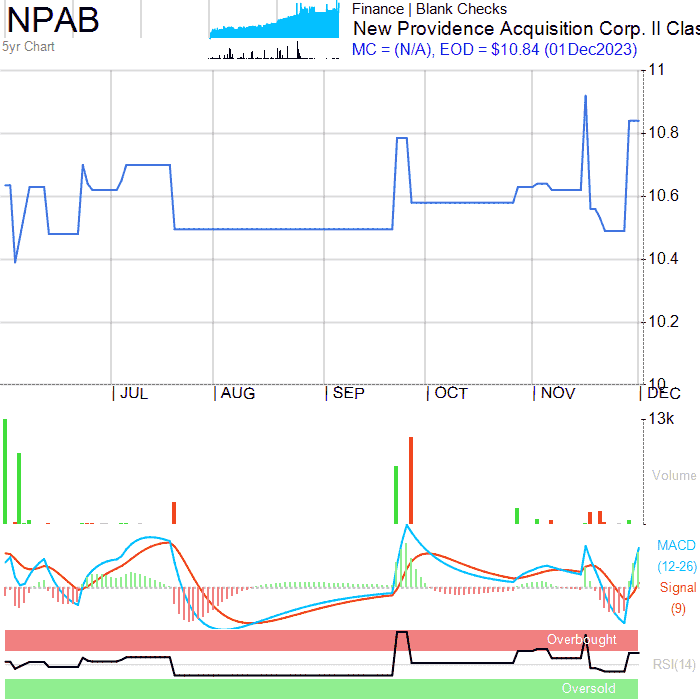 NPAB
5yr Chart
Finance | Blank Checks
New Providence Acquisition Corp. II Clas
MC = (N/A), EOD = $10.84 (01Dec2023)
11
10.8
10.6
10.4
10.2
10
| JUL | AUG | SEP | OCT | NOV | DEC
13k
Volume
MACD
(12-26)
Signal
(9)
Overbought
RSI(14)
Oversold